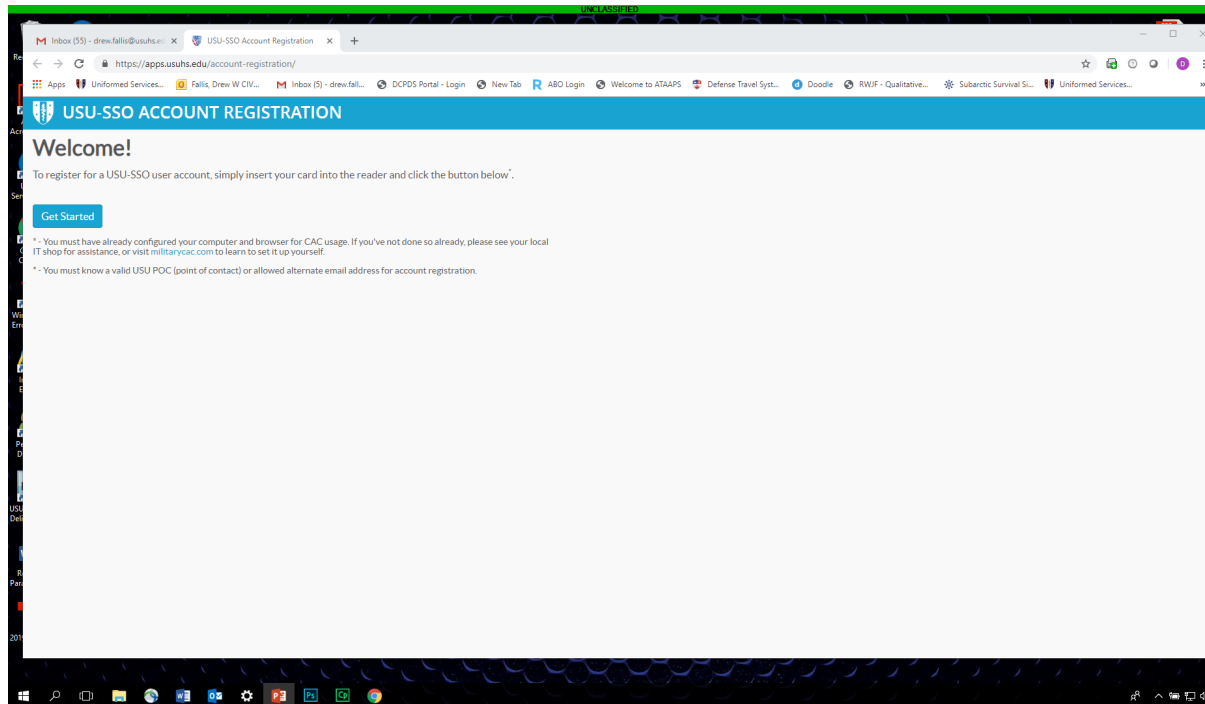 UNCLASSIFIED
Inbox (55) - drew.fallis@usuhs.ed
USU-SSO Account Registration
https://apps.usuhs.edu/account-registration/
D
Apps Uniformed Services... Fallis, Drew W CIV... Inbox (5) - drew.fall... DCPDS Portal - Login New Tab R ABO Login Welcome to ATAAPS Defense Travel Syst... d Doodle RWJF - Qualitative... Subarctic Survival Si... Uniformed Services...
USU-SSO ACCOUNT REGISTRATION
Welcome!
To register for a USU-SSO user account, simply insert your card into the reader and click the button below*.
Get Started
* - You must have already configured your computer and browser for CAC usage. If you've not done so already, please see your local
IT shop for assistance, or visit militarycac.com to learn to set it up yourself.
* - You must know a valid USU POC (point of contact) or allowed alternate email address for account registration.
Ps Cp